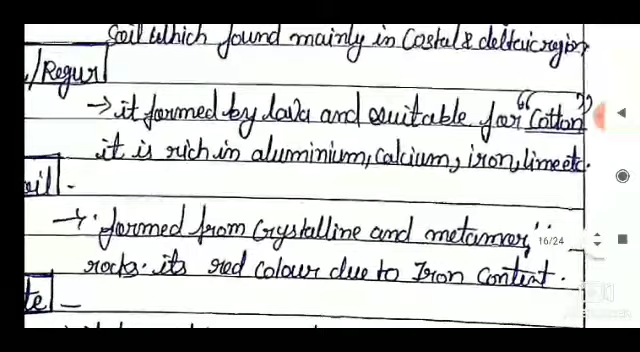 Soil which found mainly in Costal & deltaic region
/Regur
→ it formed by lava and suitable for "Cotton"
it is rich in aluminium, calcium, iron, lime etc.
oil -
→ formed from Crystalline and metamor
16/24
rocks. its red colour due to Iron Content.
te -